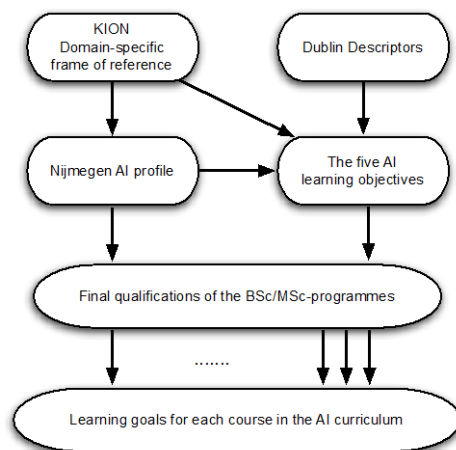 KION
Domain-specific
frame of reference
Dublin Descriptors
Nijmegen AI profile
The five AI
learning objectives
Final qualifications of the BSc/MSc-programmes
.......
Learning goals for each course in the AI curriculum